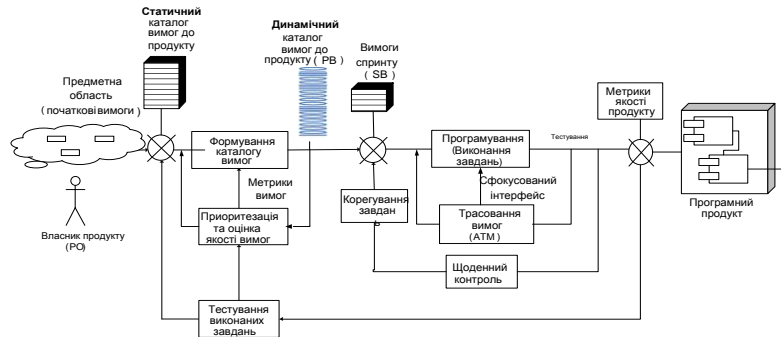 Статичний
каталог
вимог до
продукту
Динамічний
каталог
вимог до
продукту ( PB )
Вимоги
спринту
( SB )
Предметна
область
( початкові вимоги )
Метрики
якості
продукту
Формування
каталогу
вимог
Програмування
(Виконання
завдань)
Тестування
Метрики
вимог
Сфокусований
інтерфейс
Корегування
завдан
ь
Приоритезація
та оцінка
якості вимог
Трасовання
вимог
(ATM)
Програмний
продукт
Власник продукту
(PO)
Щоденний
контроль
Тестування
виконаних
завдань